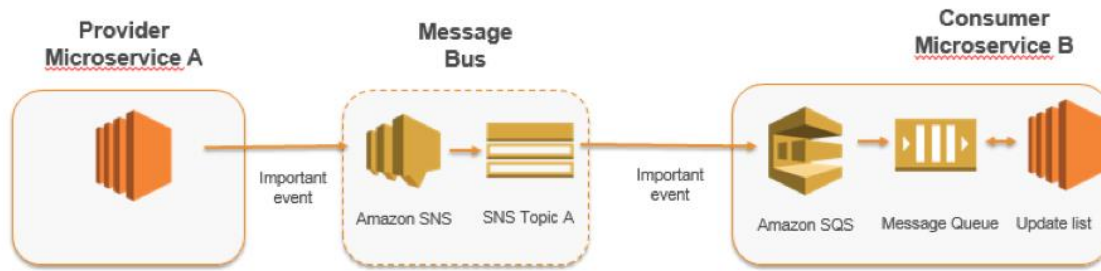 Provider
Microservice A
Message
Bus
Consumer
Microservice B
Important
event
Amazon SNS
SNS Topic A
Important
event
Amazon SQS
Message Queue
Update list